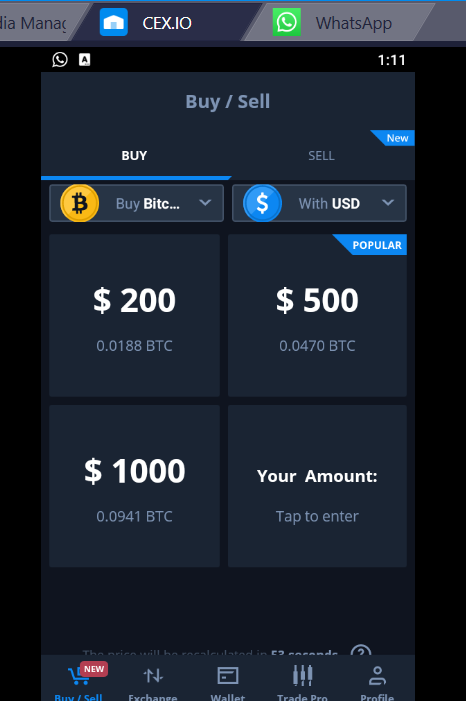 dia Manag CEX.IO WhatsApp
A 1:11
Buy / Sell
New
BUY SELL
Buy Bitc... With USD
POPULAR
$ 200 $ 500
0.0188 BTC 0.0470 BTC
$ 1000 Your Amount:
0.0941 BTC Tap to enter
The price will be recalculated in 53 seconds ?
NEW
Buy / Sell Exchange Wallet Trade Pro Profile